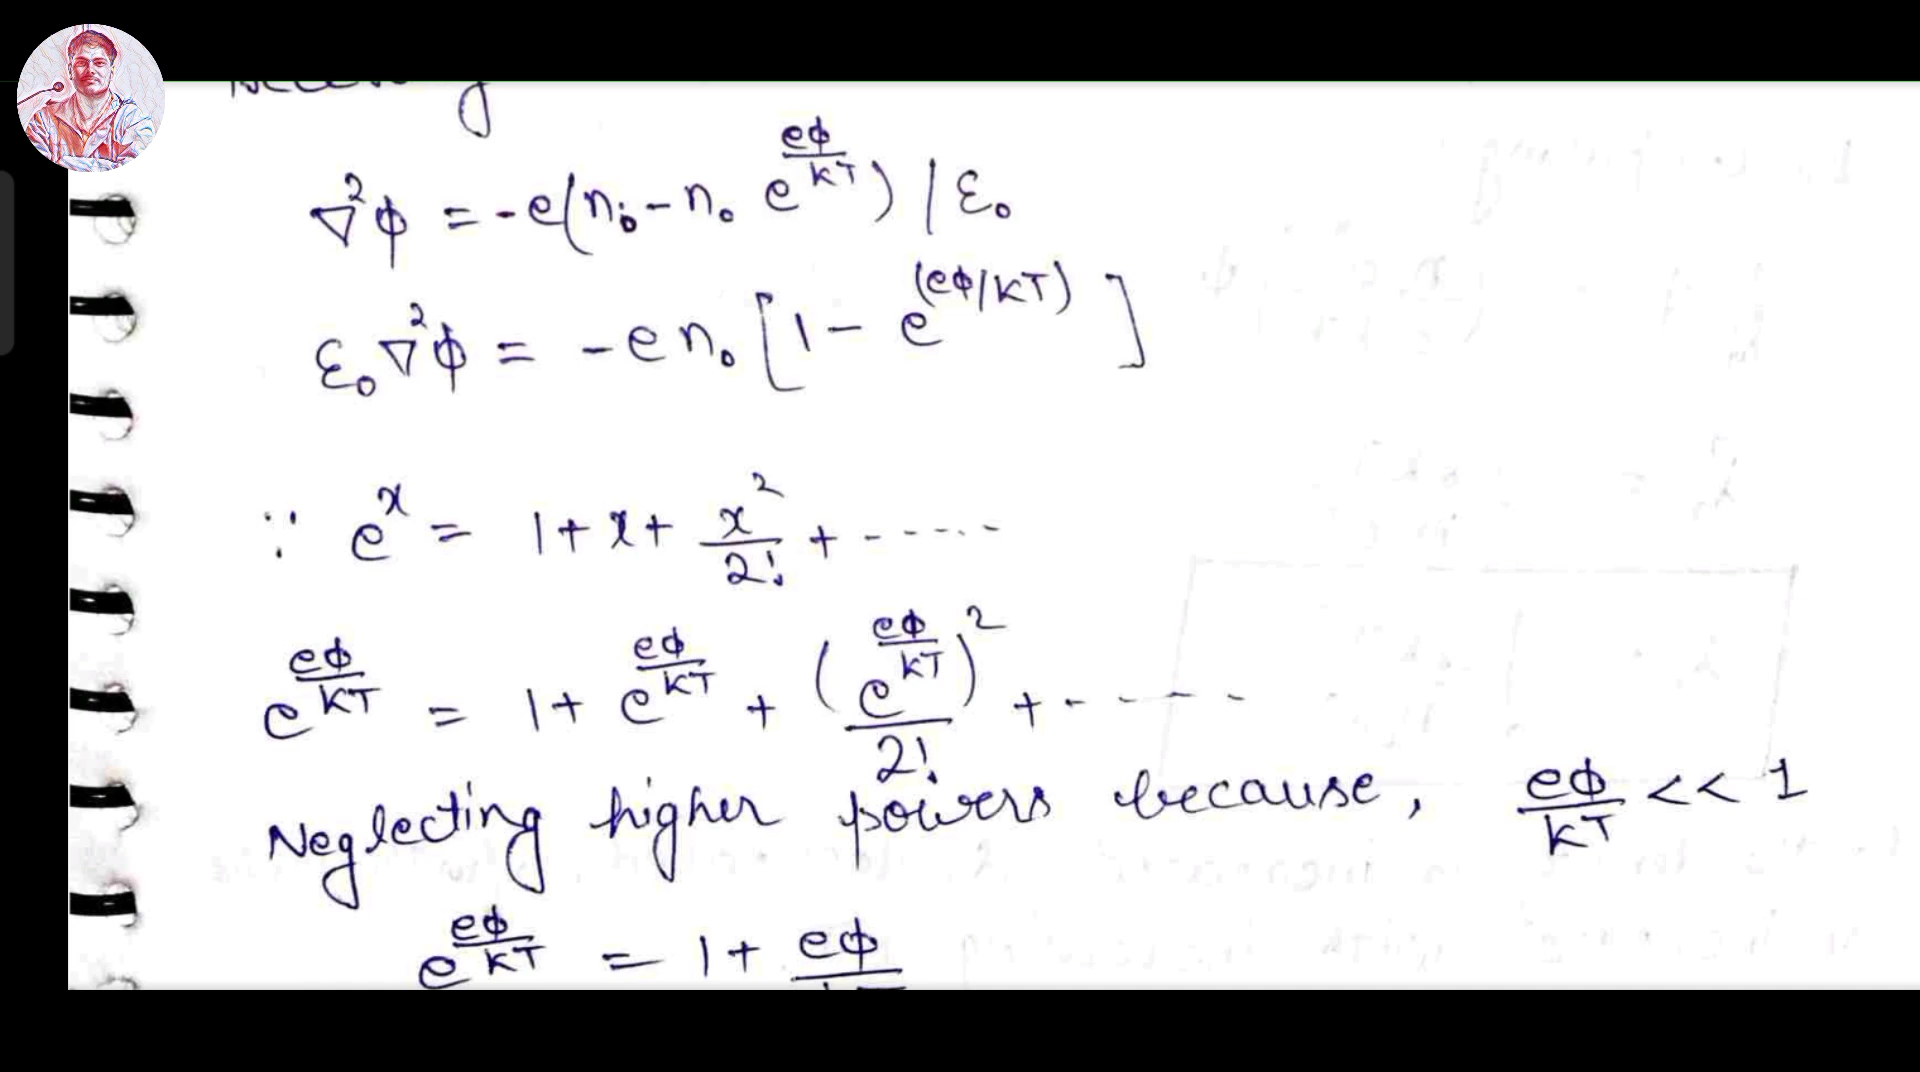 ∇²φ = -e(n_i0 - n₀ e^(eφ/kT)) / ε₀
ε₀∇²φ = -en₀ [1 - e^(eφ/KT)]
∵ e^x = 1 + x + x²/2! + ------
e^(eφ/KT) = 1 + e^(eφ/KT) + (e^(eφ/KT))²/2! + ------
Neglecting higher powers because, eφ/kT << 1
e^(eφ/KT) = 1 + eφ